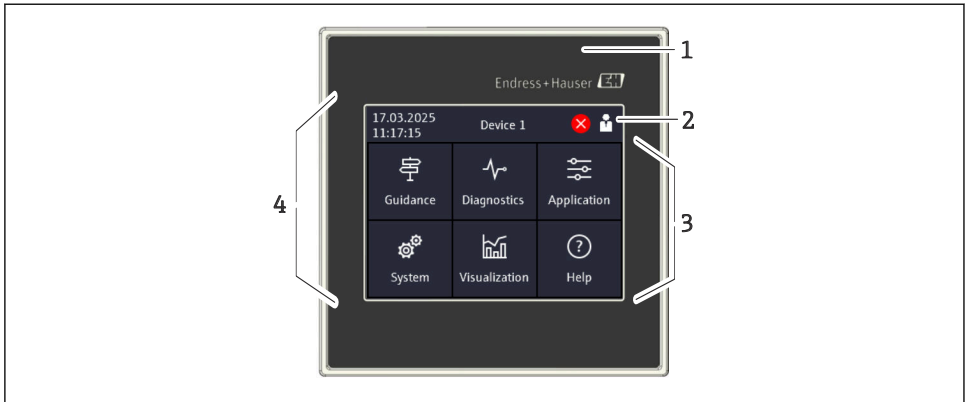 1
Endress+Hauser EH
17.03.2025
11:17:15
Device 1
2
Guidance
Diagnostics
Application
4
3
System
Visualization
Help